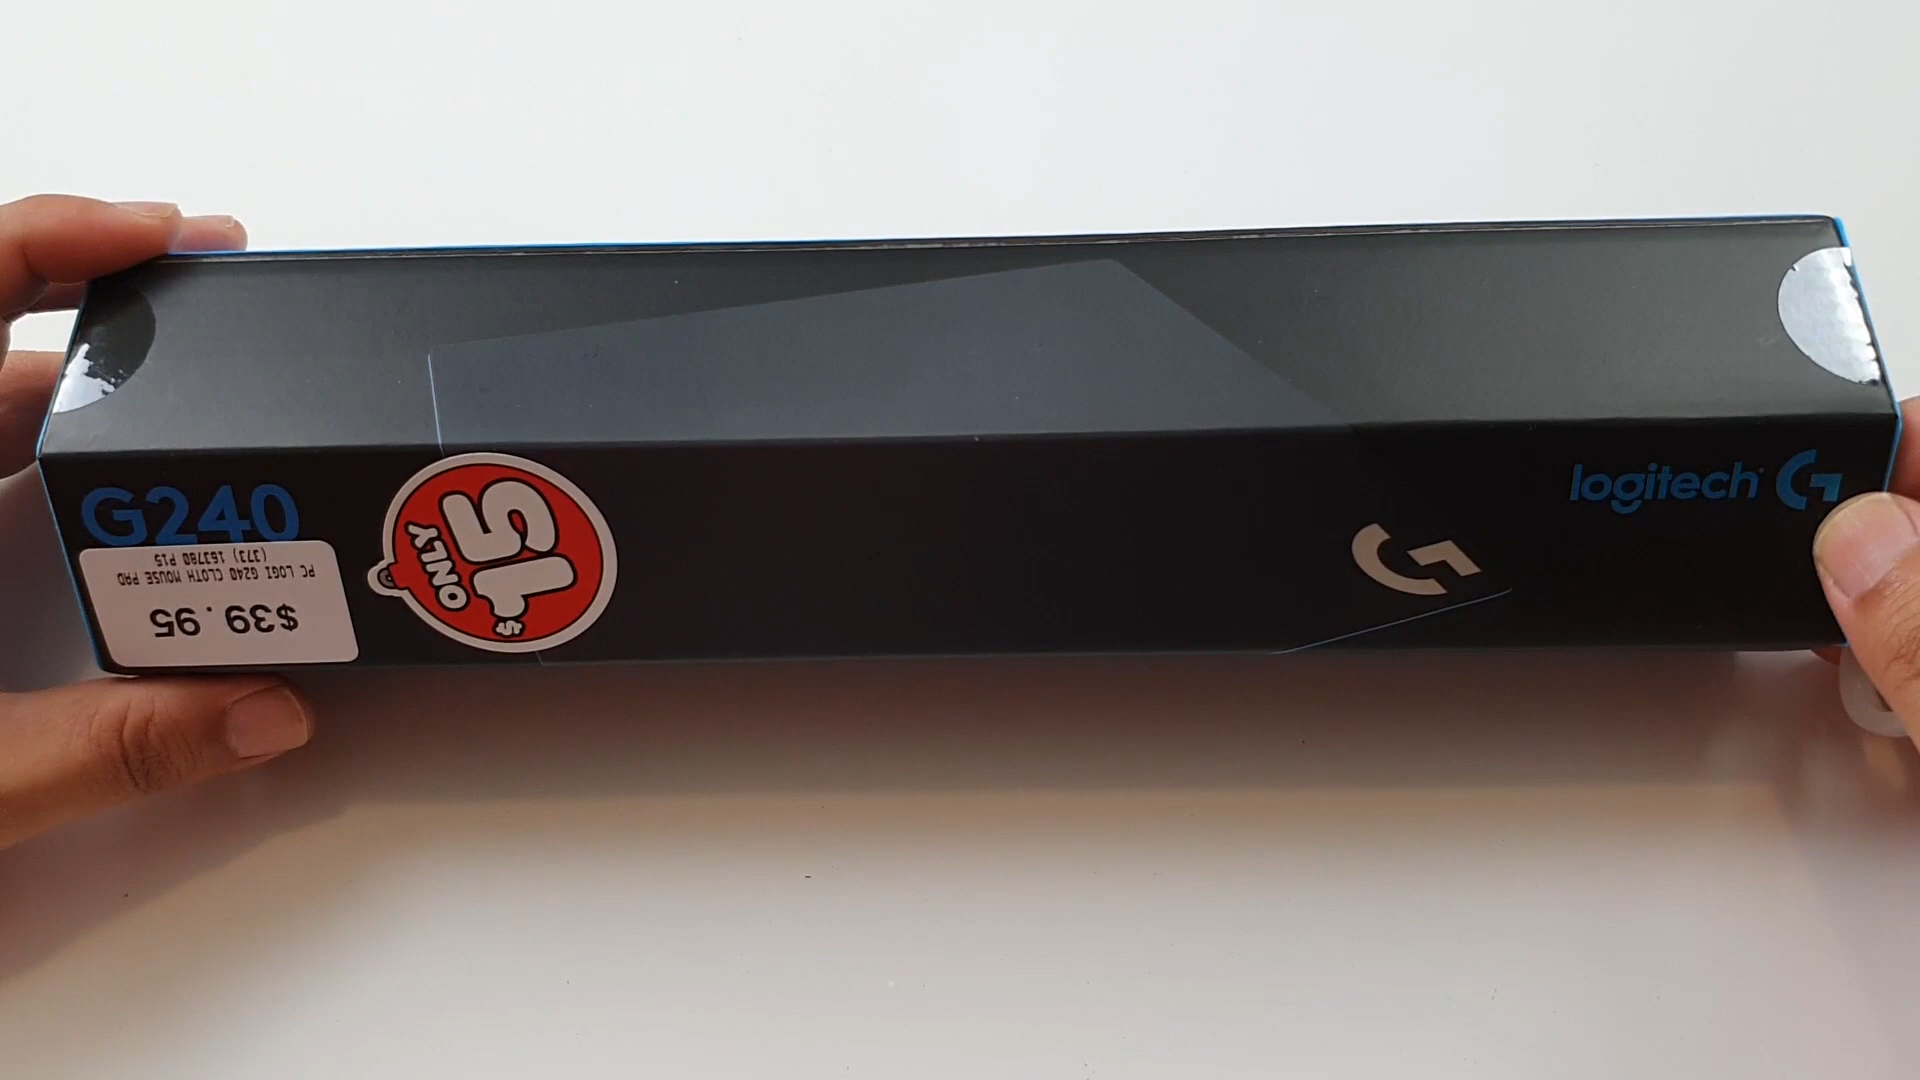 G240
logitech G
PC LOGI G240 CLOTH MOUSE PAD
(373) 163780 P15
$39.95
ONLY
$15